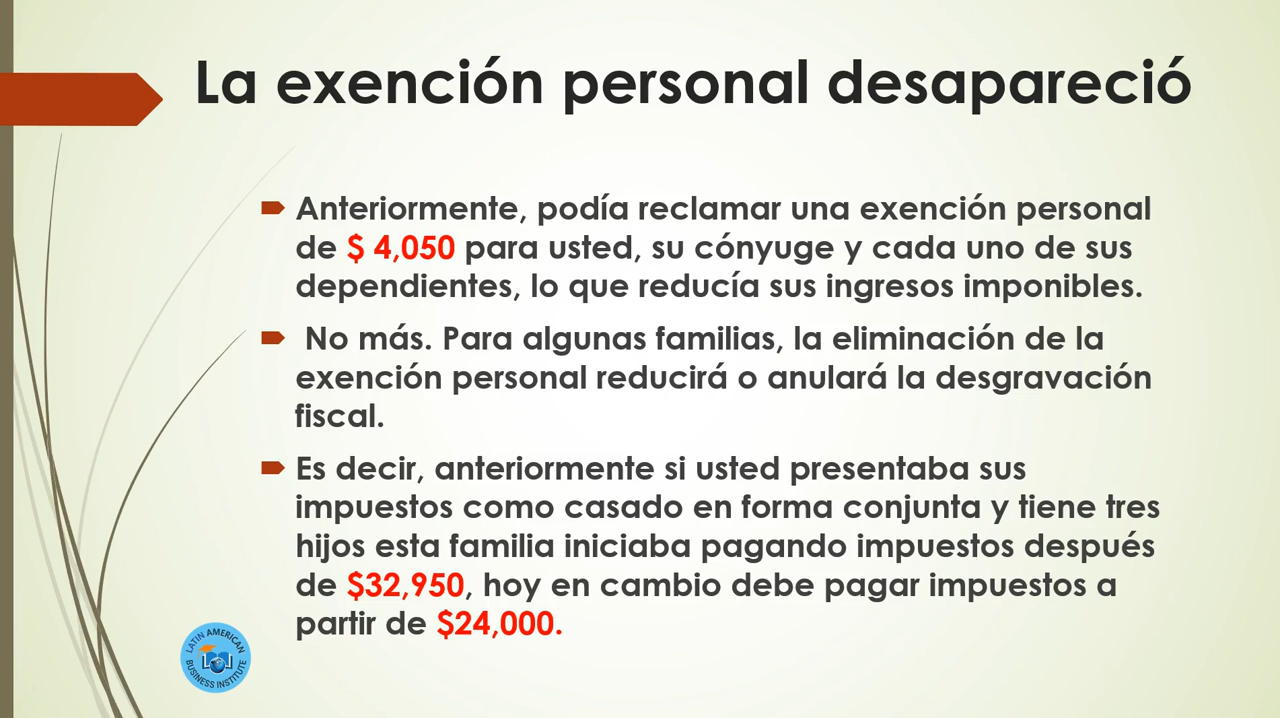 La exención personal desapareció
Anteriormente, podía reclamar una exención personal
de $ 4,050 para usted, su cónyuge y cada uno de sus
dependientes, lo que reducía sus ingresos imponibles.
No más. Para algunas familias, la eliminación de la
exención personal reducirá o anulará la desgravación
fiscal.
Es decir, anteriormente si usted presentaba sus
impuestos como casado en forma conjunta y tiene tres
hijos esta familia iniciaba pagando impuestos después
de $32,950, hoy en cambio debe pagar impuestos a
partir de $24,000.
LATIN AMERICAN
BUSINESS INSTITUTE